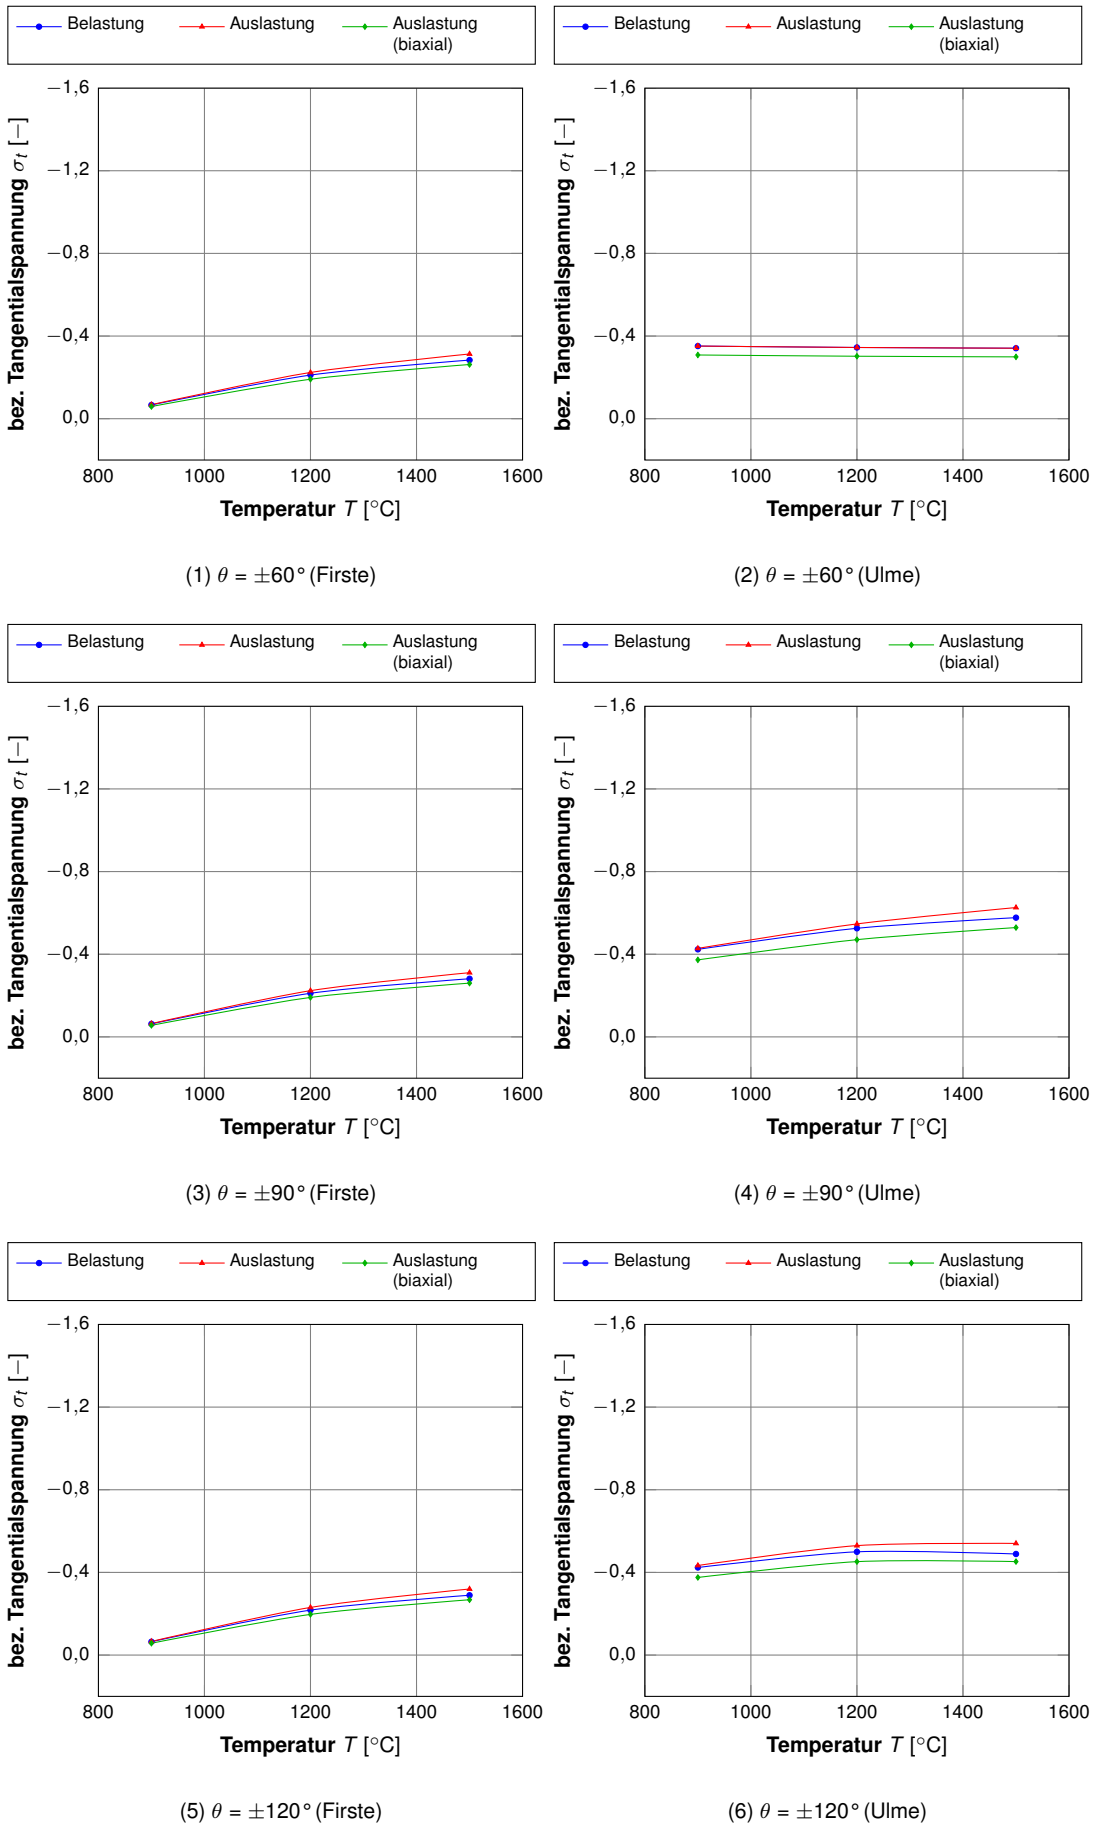 Belastung Auslastung Auslastung
(biaxial)
Belastung Auslastung Auslastung
(biaxial)
−1,6
−1,2
−0,8
−0,4
0,0
800 1000 1200 1400 1600
bez. Tangentialspannung σt [−]
Temperatur T [°C]
(1) θ = ±60° (Firste)
−1,6
−1,2
−0,8
−0,4
0,0
800 1000 1200 1400 1600
bez. Tangentialspannung σt [−]
Temperatur T [°C]
(2) θ = ±60° (Ulme)
Belastung Auslastung Auslastung
(biaxial)
Belastung Auslastung Auslastung
(biaxial)
−1,6
−1,2
−0,8
−0,4
0,0
800 1000 1200 1400 1600
bez. Tangentialspannung σt [−]
Temperatur T [°C]
(3) θ = ±90° (Firste)
−1,6
−1,2
−0,8
−0,4
0,0
800 1000 1200 1400 1600
bez. Tangentialspannung σt [−]
Temperatur T [°C]
(4) θ = ±90° (Ulme)
Belastung Auslastung Auslastung
(biaxial)
Belastung Auslastung Auslastung
(biaxial)
−1,6
−1,2
−0,8
−0,4
0,0
800 1000 1200 1400 1600
bez. Tangentialspannung σt [−]
Temperatur T [°C]
(5) θ = ±120° (Firste)
−1,6
−1,2
−0,8
−0,4
0,0
800 1000 1200 1400 1600
bez. Tangentialspannung σt [−]
Temperatur T [°C]
(6) θ = ±120° (Ulme)